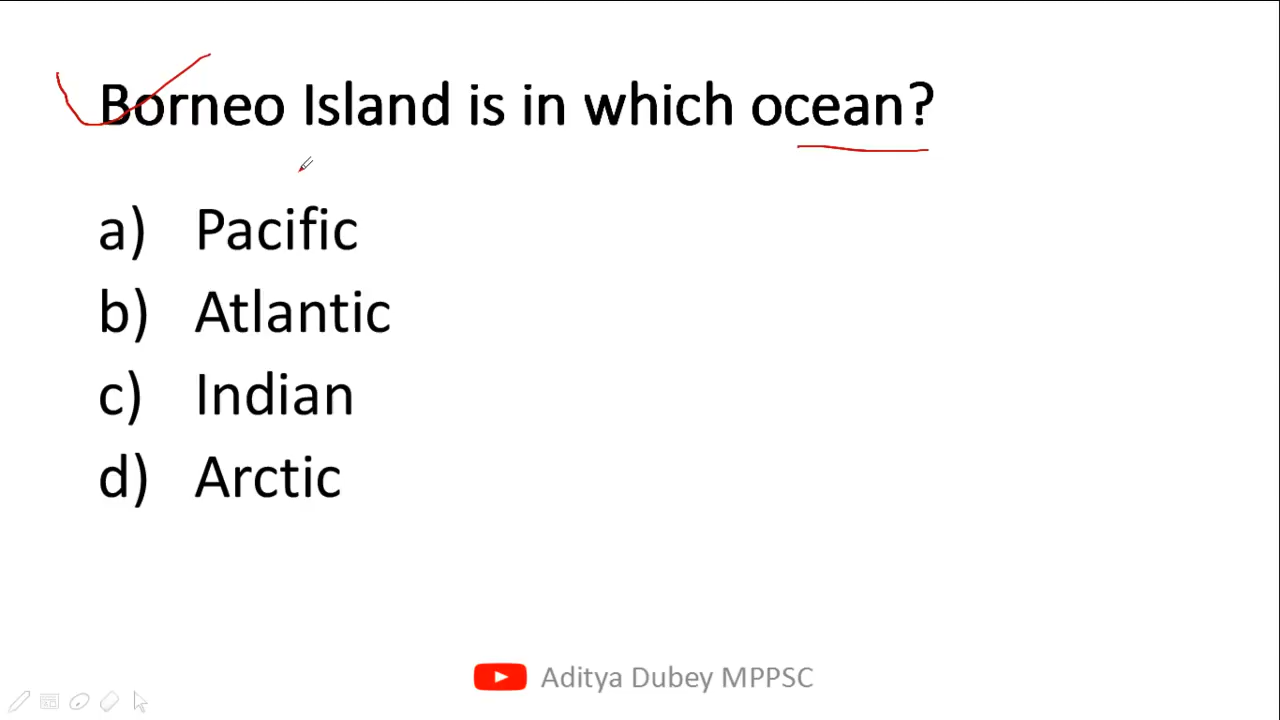 Borneo Island is in which ocean?
a) Pacific
b) Atlantic
c) Indian
d) Arctic
Aditya Dubey MPPSC